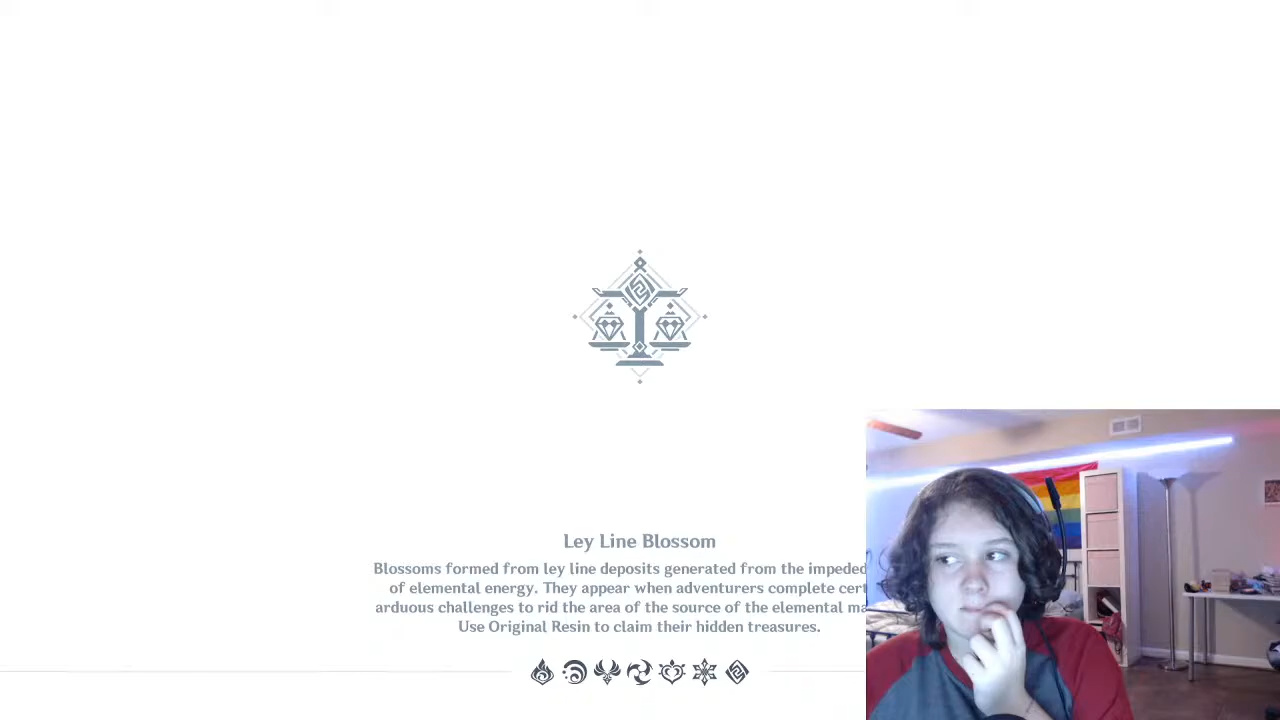 Ley Line Blossom
Blossoms formed from ley line deposits generated from the impeded
of elemental energy. They appear when adventurers complete cert
arduous challenges to rid the area of the source of the elemental ma
Use Original Resin to claim their hidden treasures.